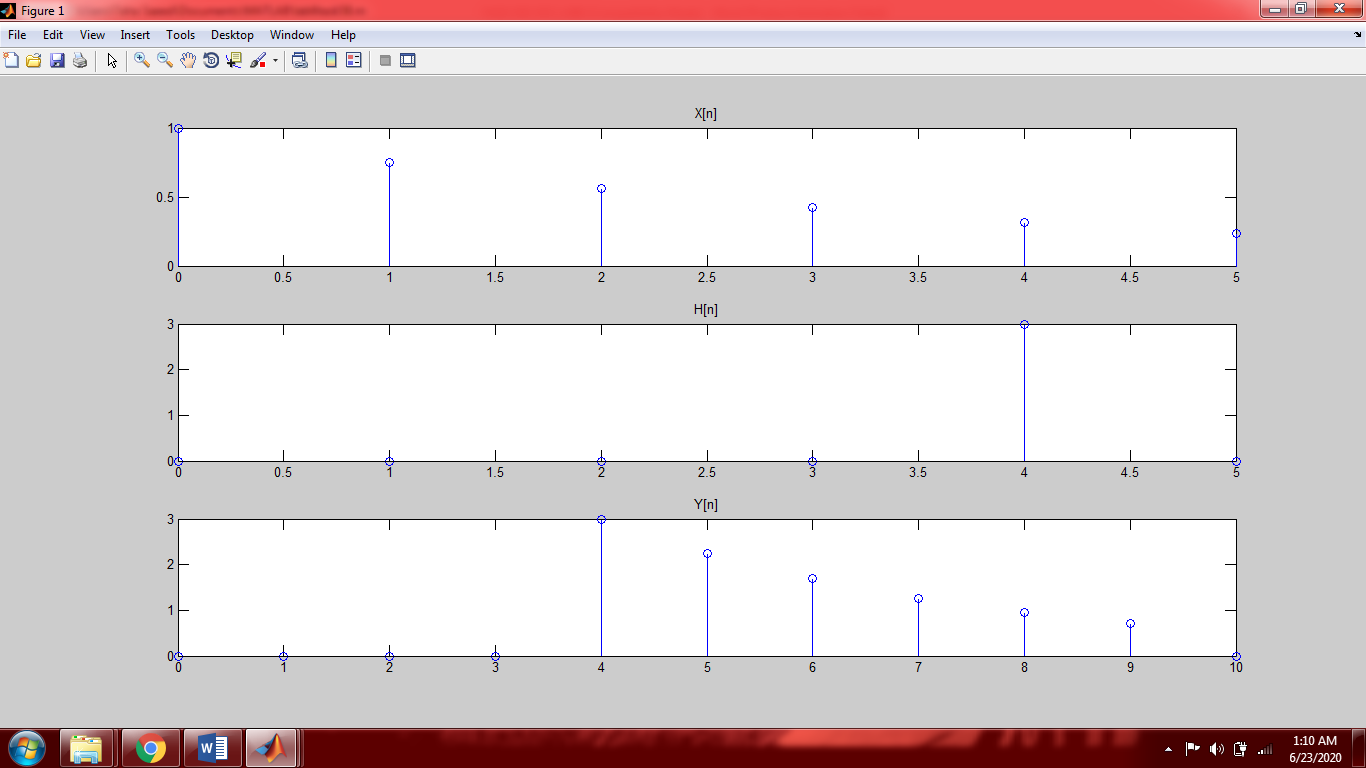 Figure 1
File Edit View Insert Tools Desktop Window Help
X[n]
1
0.5
0
0 0.5 1 1.5 2 2.5 3 3.5 4 4.5 5
H[n]
3
2
1
0
0 0.5 1 1.5 2 2.5 3 3.5 4 4.5 5
Y[n]
3
2
1
0
0 1 2 3 4 5 6 7 8 9 10
1:10 AM
6/23/2020